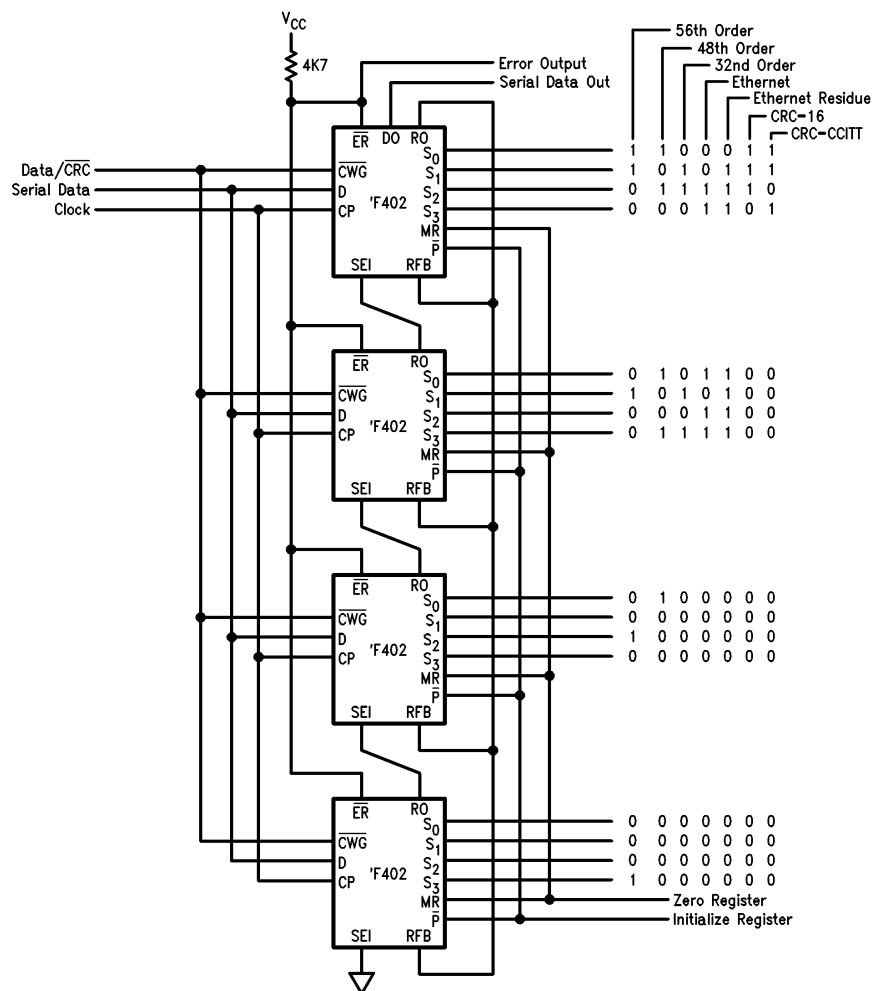 VCC
4K7
56th Order
48th Order
32nd Order
Ethernet
Ethernet Residue
CRC-16
CRC-CCITT
Error Output
Serial Data Out
ER DO RO
Data/CRC
Serial Data
Clock
CWG
D
CP
'F402
S0 1 1 0 0 0 1 1
S1 1 0 1 0 1 1 1
S2 0 1 1 1 1 1 0
S3 0 0 0 1 1 0 1
MR
P
SEI RFB
ER RO
CWG
D
CP
'F402
S0 0 1 0 1 1 0 0
S1 1 0 1 0 1 0 0
S2 0 0 0 1 1 0 0
S3 0 1 1 1 1 0 0
MR
P
SEI RFB
ER RO
CWG
D
CP
'F402
S0 0 1 0 0 0 0 0
S1 0 0 0 0 0 0 0
S2 1 0 0 0 0 0 0
S3 0 0 0 0 0 0 0
MR
P
SEI RFB
ER RO
CWG
D
CP
'F402
S0 0 0 0 0 0 0 0
S1 0 0 0 0 0 0 0
S2 0 0 0 0 0 0 0
S3 1 0 0 0 0 0 0
MR
P
Zero Register
Initialize Register
SEI RFB